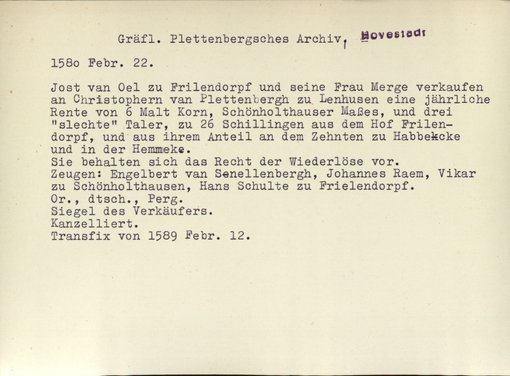 Gräfl. Plettenbergsches Archiv, Hovestadt
1580 Febr. 22.
Jost van Oel zu Frilendorpf und seine Frau Merge verkaufen
an Christophern van Plettenbergh zu Lenhusen eine jährliche
Rente von 6 Malt Korn, Schönholthauser Maßes, und drei
"slechte" Taler, zu 26 Schillingen aus dem Hof Frilen-
dorpf, und aus ihrem Anteil an dem Zehnten zu Habbecke
und in der Hemmeke.
Sie behalten sich das Recht der Wiederlöse vor.
Zeugen: Engelbert van Snellenbergh, Johannes Raem, Vikar
zu Schönholthausen, Hans Schulte zu Frielendorpf.
Or., dtsch., Perg.
Siegel des Verkäufers.
Kanzelliert.
Transfix von 1589 Febr. 12.